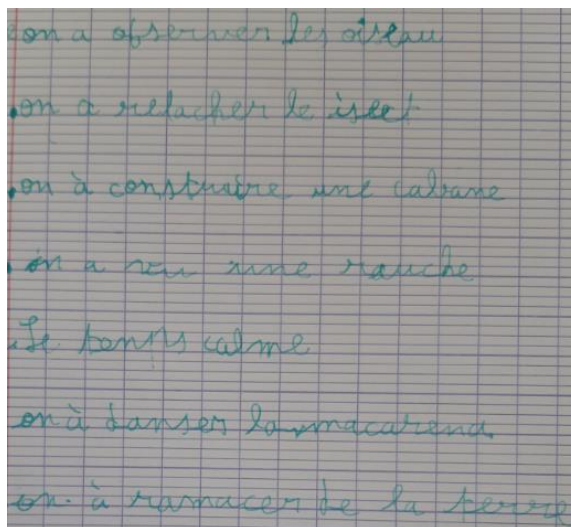 on a observer les oiseau
on a relacher le isect
on à construire une cabane
on a vu une rauche
Le temps calme
on à danser la macarena
on à ramacer de la terre